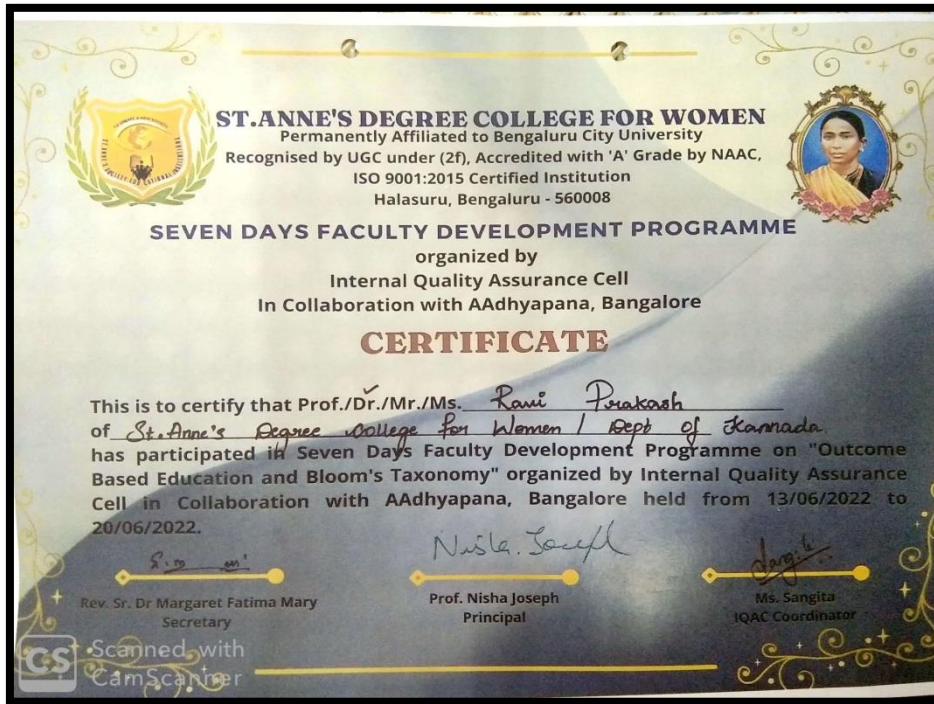 ST.ANNE'S DEGREE COLLEGE FOR WOMEN
Permanently Affiliated to Bengaluru City University
Recognised by UGC under (2f), Accredited with 'A' Grade by NAAC,
ISO 9001:2015 Certified Institution
Halasuru, Bengaluru - 560008
SEVEN DAYS FACULTY DEVELOPMENT PROGRAMME
organized by
Internal Quality Assurance Cell
In Collaboration with AAdhyapana, Bangalore
CERTIFICATE
This is to certify that Prof./Dr./Mr./Ms. Ravi Prakash
of St. Anne's Degree College for Women / Dept of Kannada.
has participated in Seven Days Faculty Development Programme on "Outcome
Based Education and Bloom's Taxonomy" organized by Internal Quality Assurance
Cell in Collaboration with AAdhyapana, Bangalore held from 13/06/2022 to
20/06/2022.
Nisha. Joseph
Rev. Sr. Dr Margaret Fatima Mary
Secretary
Prof. Nisha Joseph
Principal
Ms. Sangita
IQAC Coordinator
CS Scanned with
CamScanner